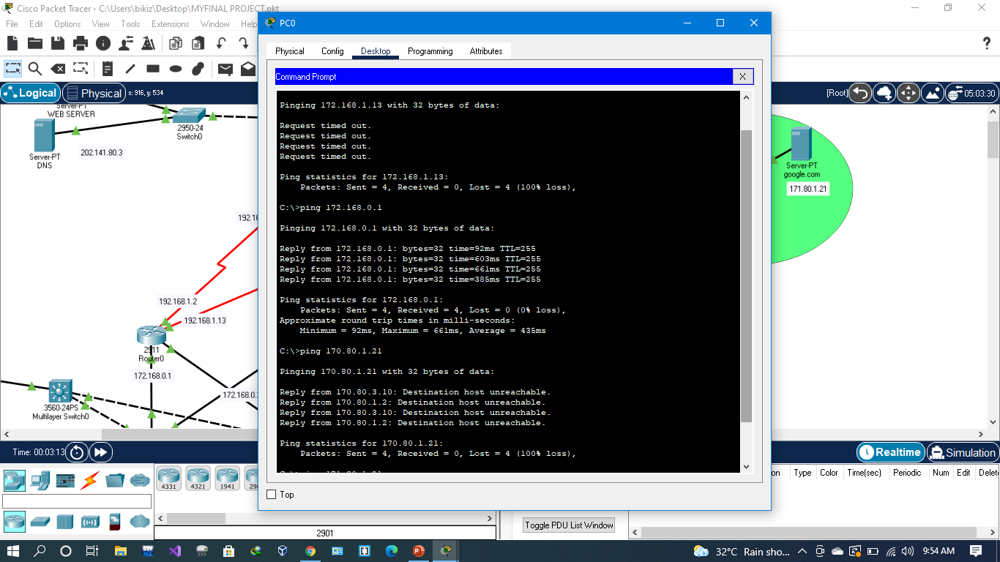 Cisco Packet Tracer - C:\Users\bikiz\Desktop\MYFINAL PROJECT.pkt
File Edit Options View Tools Extensions Window Help
Logical Physical x: 916, y: 534
[Root] 05:03:30
PC0
Physical Config Desktop Programming Attributes
Command Prompt X
Pinging 172.168.1.13 with 32 bytes of data:
Request timed out.
Request timed out.
Request timed out.
Request timed out.
Ping statistics for 172.168.1.13:
Packets: Sent = 4, Received = 0, Lost = 4 (100% loss),
C:\>ping 172.168.0.1
Pinging 172.168.0.1 with 32 bytes of data:
Reply from 172.168.0.1: bytes=32 time=92ms TTL=255
Reply from 172.168.0.1: bytes=32 time=603ms TTL=255
Reply from 172.168.0.1: bytes=32 time=661ms TTL=255
Reply from 172.168.0.1: bytes=32 time=385ms TTL=255
Ping statistics for 172.168.0.1:
Packets: Sent = 4, Received = 4, Lost = 0 (0% loss),
Approximate round trip times in milli-seconds:
Minimum = 92ms, Maximum = 661ms, Average = 435ms
C:\>ping 170.80.1.21
Pinging 170.80.1.21 with 32 bytes of data:
Reply from 170.80.3.10: Destination host unreachable.
Reply from 170.80.1.2: Destination host unreachable.
Reply from 170.80.3.10: Destination host unreachable.
Reply from 170.80.1.2: Destination host unreachable.
Ping statistics for 170.80.1.21:
Packets: Sent = 4, Received = 0, Lost = 4 (100% loss),
Top
Server-PT
WEB SERVER
2950-24
Switch0
Server-PT
DNS
202.141.80.3
192.16
192.168.1.2
192.168.1.13
2911
Router0
172.168.0.1
172.168.0.
3560-24PS
Multilayer Switch0
Server-PT
google.com
171.80.1.21
Time: 00:03:13
Realtime Simulation
4331 4321 1941 290
2901
on Type Color Time(sec) Periodic Num Edit Delet
Toggle PDU List Window
32°C Rain sho... 9:54 AM